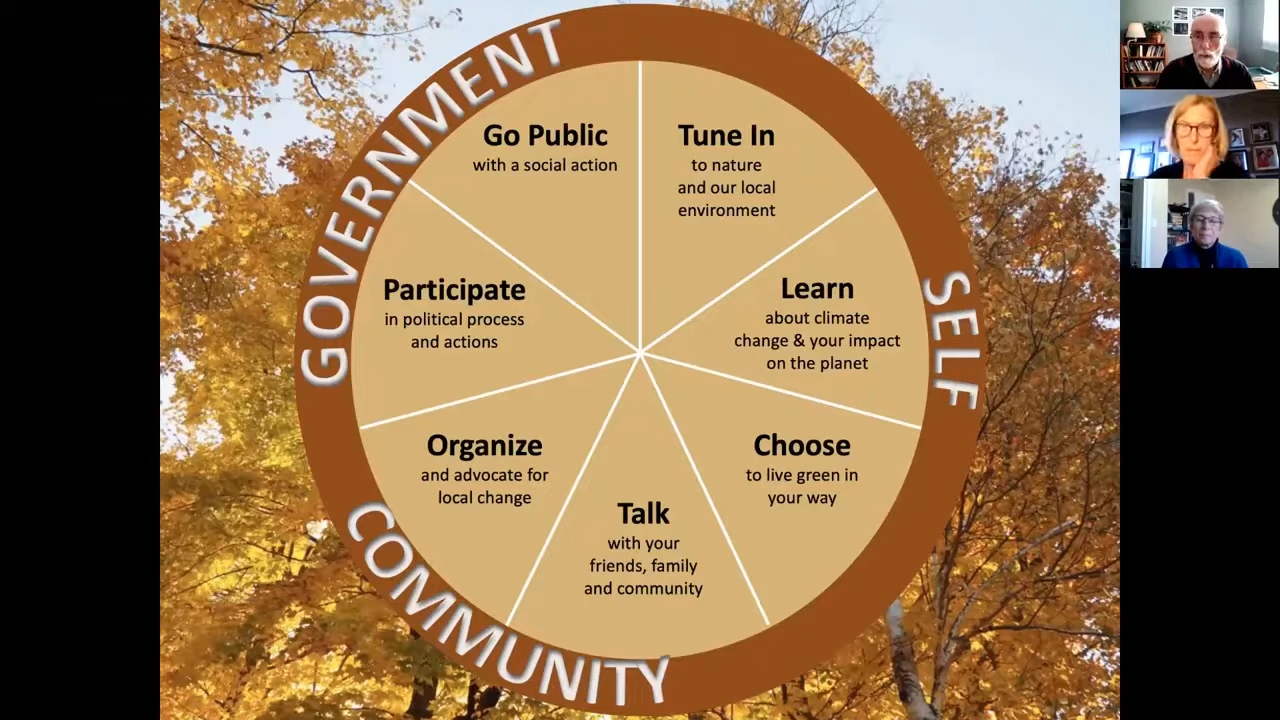 GOVERNMENT
SELF
COMMUNITY
Go Public
with a social action
Tune In
to nature
and our local
environment
Participate
in political process
and actions
Learn
about climate
change & your impact
on the planet
Organize
and advocate for
local change
Talk
with your
friends, family
and community
Choose
to live green in
your way